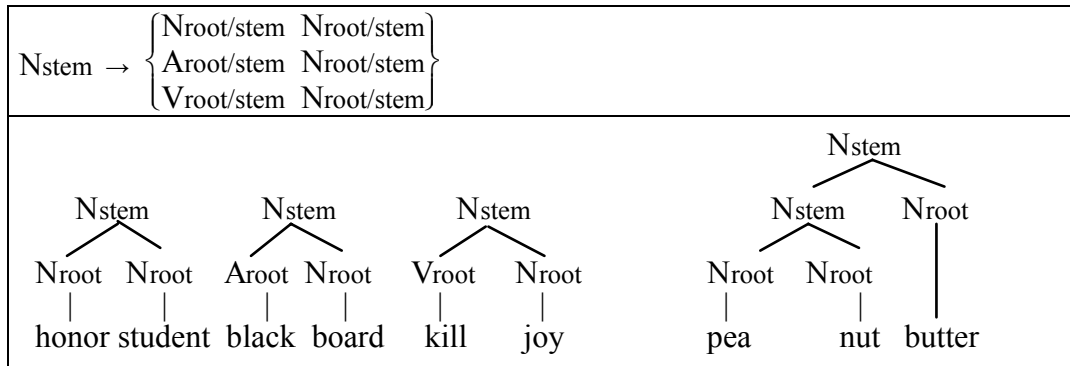 Nroot/stem Nroot/stem
Nstem → Aroot/stem Nroot/stem
Vroot/stem Nroot/stem
Nstem
Nstem Nstem Nstem Nstem Nroot
Nroot Nroot Aroot Nroot Vroot Nroot Nroot Nroot
honor student black board kill joy pea nut butter